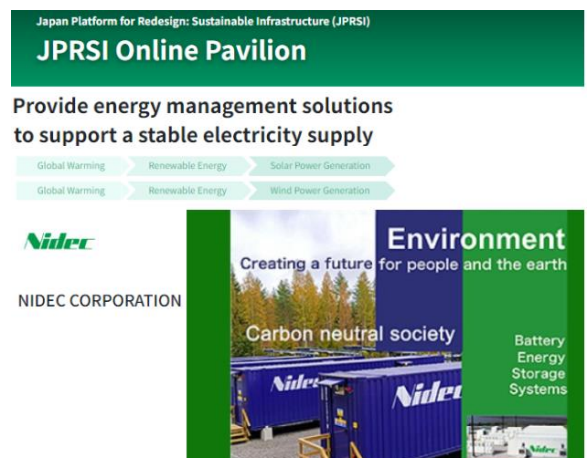 Japan Platform for Redesign: Sustainable Infrastructure (JPRSI)
JPRSI Online Pavilion
Provide energy management solutions
to support a stable electricity supply
Global Warming Renewable Energy Solar Power Generation
Global Warming Renewable Energy Wind Power Generation
Nidec
NIDEC CORPORATION
Environment
Creating a future for people and the earth
Carbon neutral society
Battery
Energy
Storage
Systems
Nidec
Nidec
Nidec